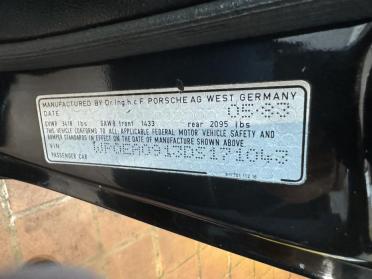 MANUFACTURED BY Dr.Ing.h.c.F. PORSCHE AG WEST GERMANY
DATE 05.83
GVWR 3418 lbs GAWR front 1433 rear 2095 lbs
THIS VEHICLE CONFORMS TO ALL APPLICABLE FEDERAL MOTOR VEHICLE SAFETY AND
BUMPER STANDARDS IN EFFECT ON THE DATE OF MANUFACTURE SHOWN ABOVE.
VIN WP0EA0913DS171043
PASSENGER CAR